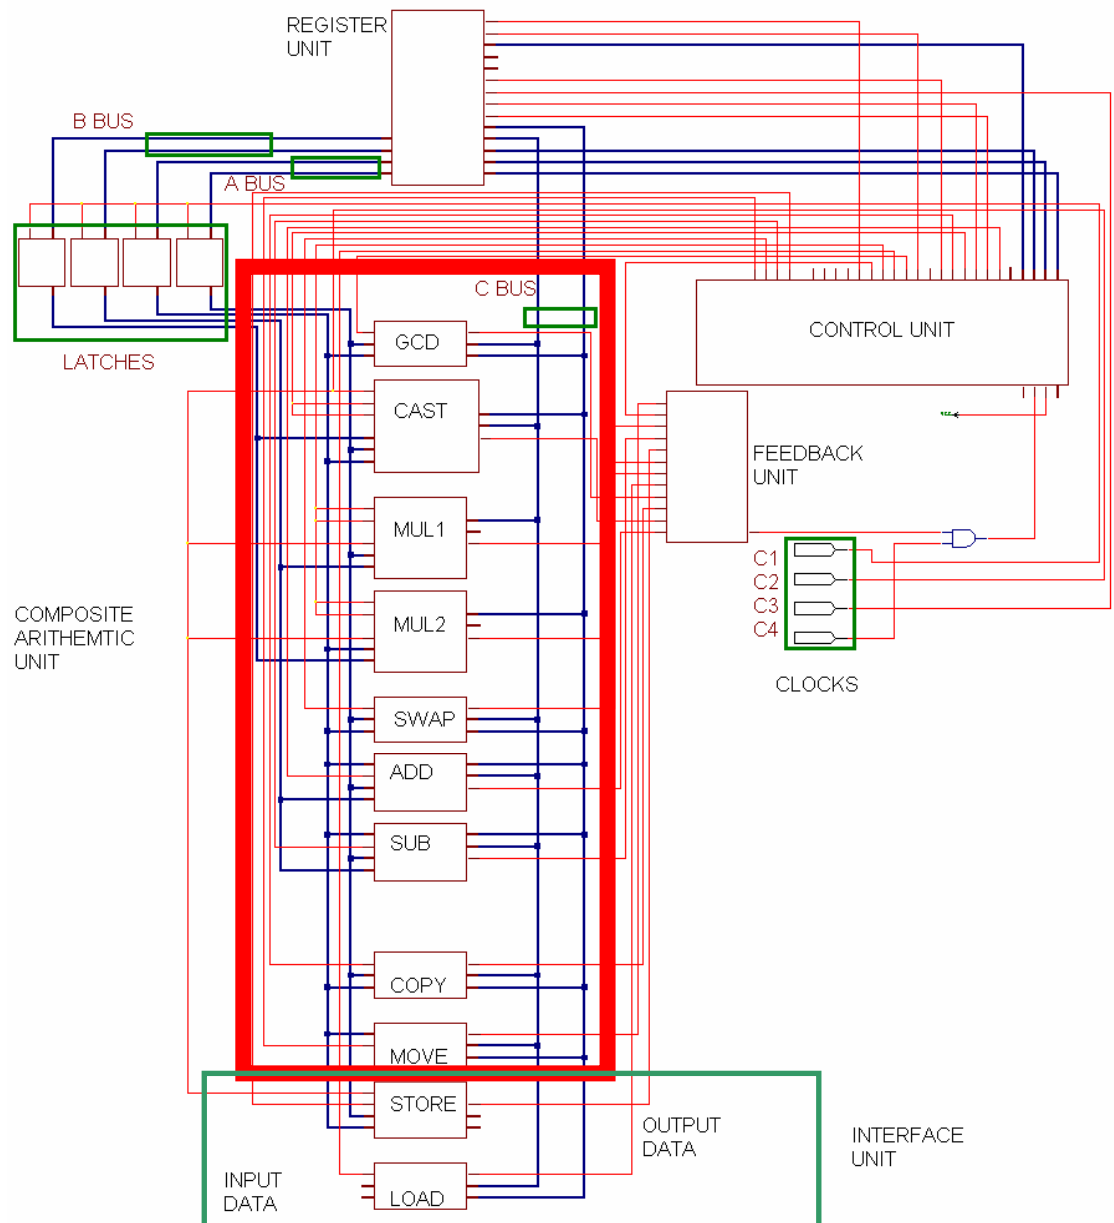 REGISTER
UNIT
B BUS
A BUS
C BUS
LATCHES
GCD
CONTROL UNIT
CAST
FEEDBACK
UNIT
MUL1
C1
C2
C3
C4
CLOCKS
COMPOSITE
ARITHEMTIC
UNIT
MUL2
SWAP
ADD
SUB
COPY
MOVE
STORE
OUTPUT
DATA
INTERFACE
UNIT
INPUT
DATA
LOAD